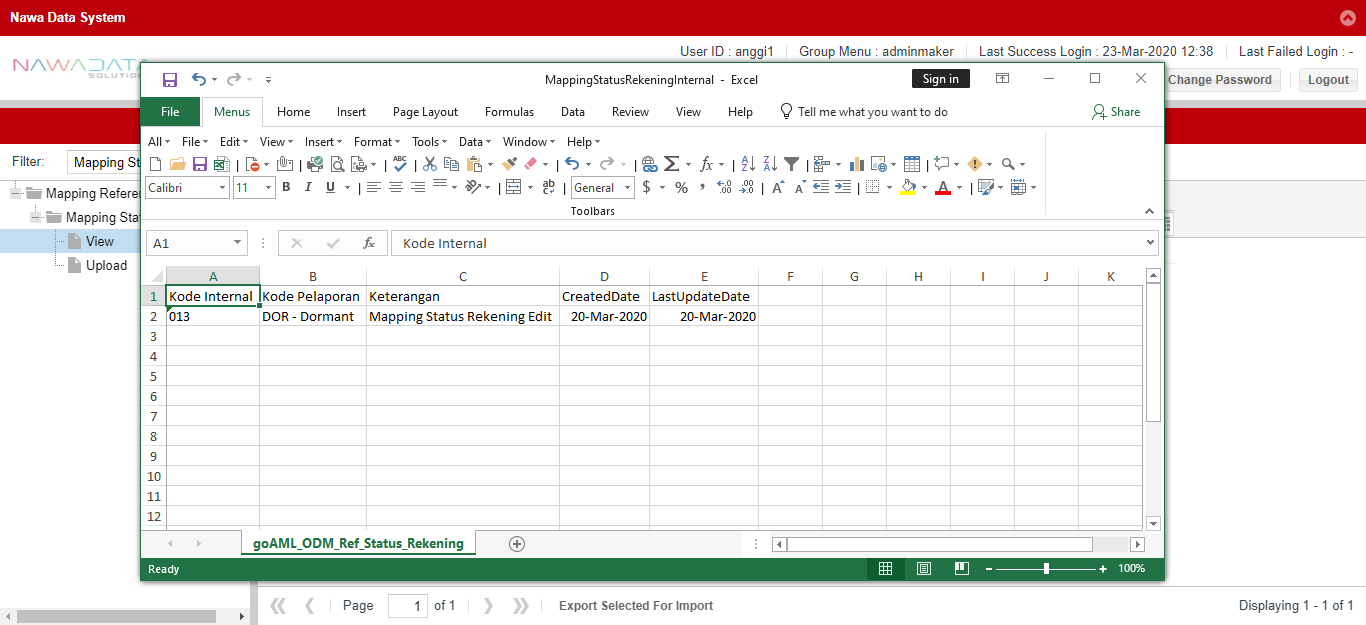 Nawa Data System
User ID : anggi1 Group Menu : adminmaker Last Success Login : 23-Mar-2020 12:38 Last Failed Login : -
NAWADATA
SOLUTION
Change Password Logout
MappingStatusRekeningInternal - Excel
Sign in
File Menus Home Insert Page Layout Formulas Data Review View Help Tell me what you want to do Share
All File Edit View Insert Format Tools Data Window Help
Calibri 11 B I U General $ %
Toolbars
Filter: Mapping St
Mapping Refere
Mapping Sta
View
Upload
A1 fx Kode Internal
A B C D E F G H I J K
1 Kode Internal Kode Pelaporan Keterangan CreatedDate LastUpdateDate
2 013 DOR - Dormant Mapping Status Rekening Edit 20-Mar-2020 20-Mar-2020
3
4
5
6
7
8
9
10
11
12
goAML_ODM_Ref_Status_Rekening
Ready 100%
Page 1 of 1 Export Selected For Import Displaying 1 - 1 of 1